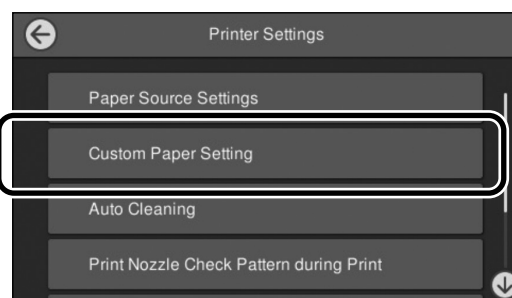 Printer Settings
Paper Source Settings
Custom Paper Setting
Auto Cleaning
Print Nozzle Check Pattern during Print